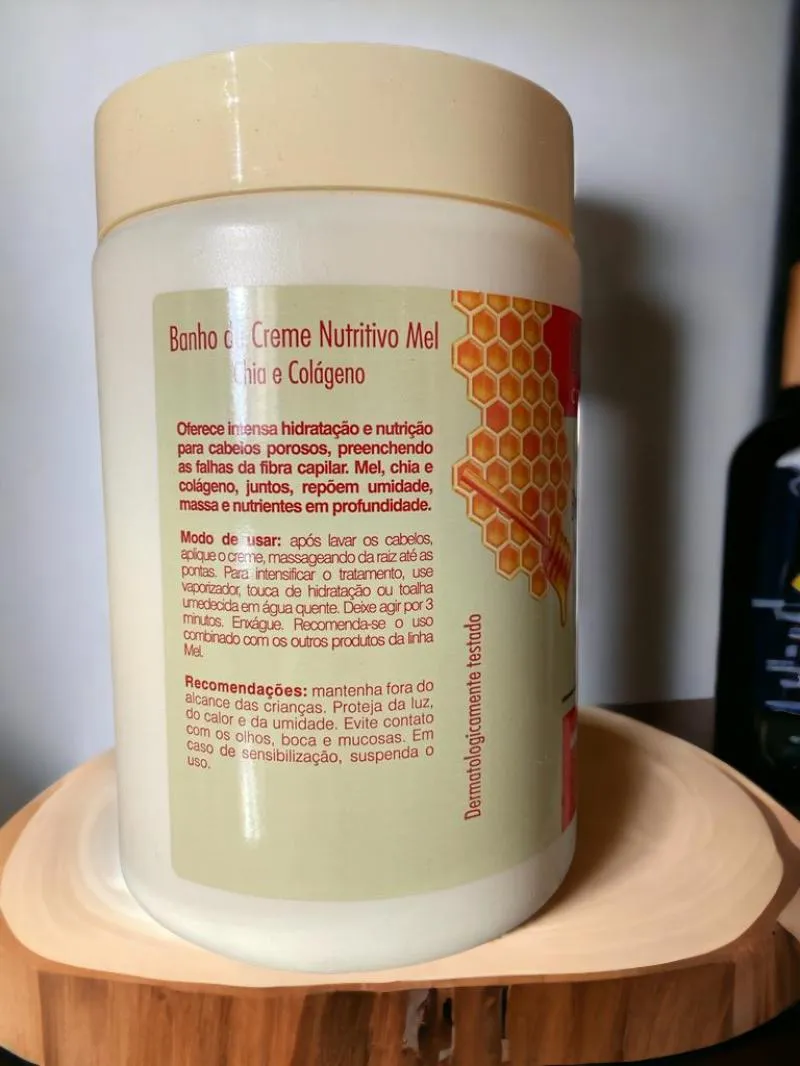 Banho de Creme Nutritivo Mel
Chia e Colágeno
Oferece intensa hidratação e nutrição
para cabelos porosos, preenchendo
as falhas da fibra capilar. Mel, chia e
colágeno, juntos, repõem umidade,
massa e nutrientes em profundidade.
Modo de usar: após lavar os cabelos,
aplique o creme, massageando da raiz até as
pontas. Para intensificar o tratamento, use
vaporizador, touca de hidratação ou toalha
umedecida em água quente. Deixe agir por 3
minutos. Enxágue. Recomenda-se o uso
combinado com os outros produtos da linha
Mel.
Recomendações: mantenha fora do
alcance das crianças. Proteja da luz,
do calor e da umidade. Evite contato
com os olhos, boca e mucosas. Em
caso de sensibilização, suspenda o
uso.
Dermatologicamente testado